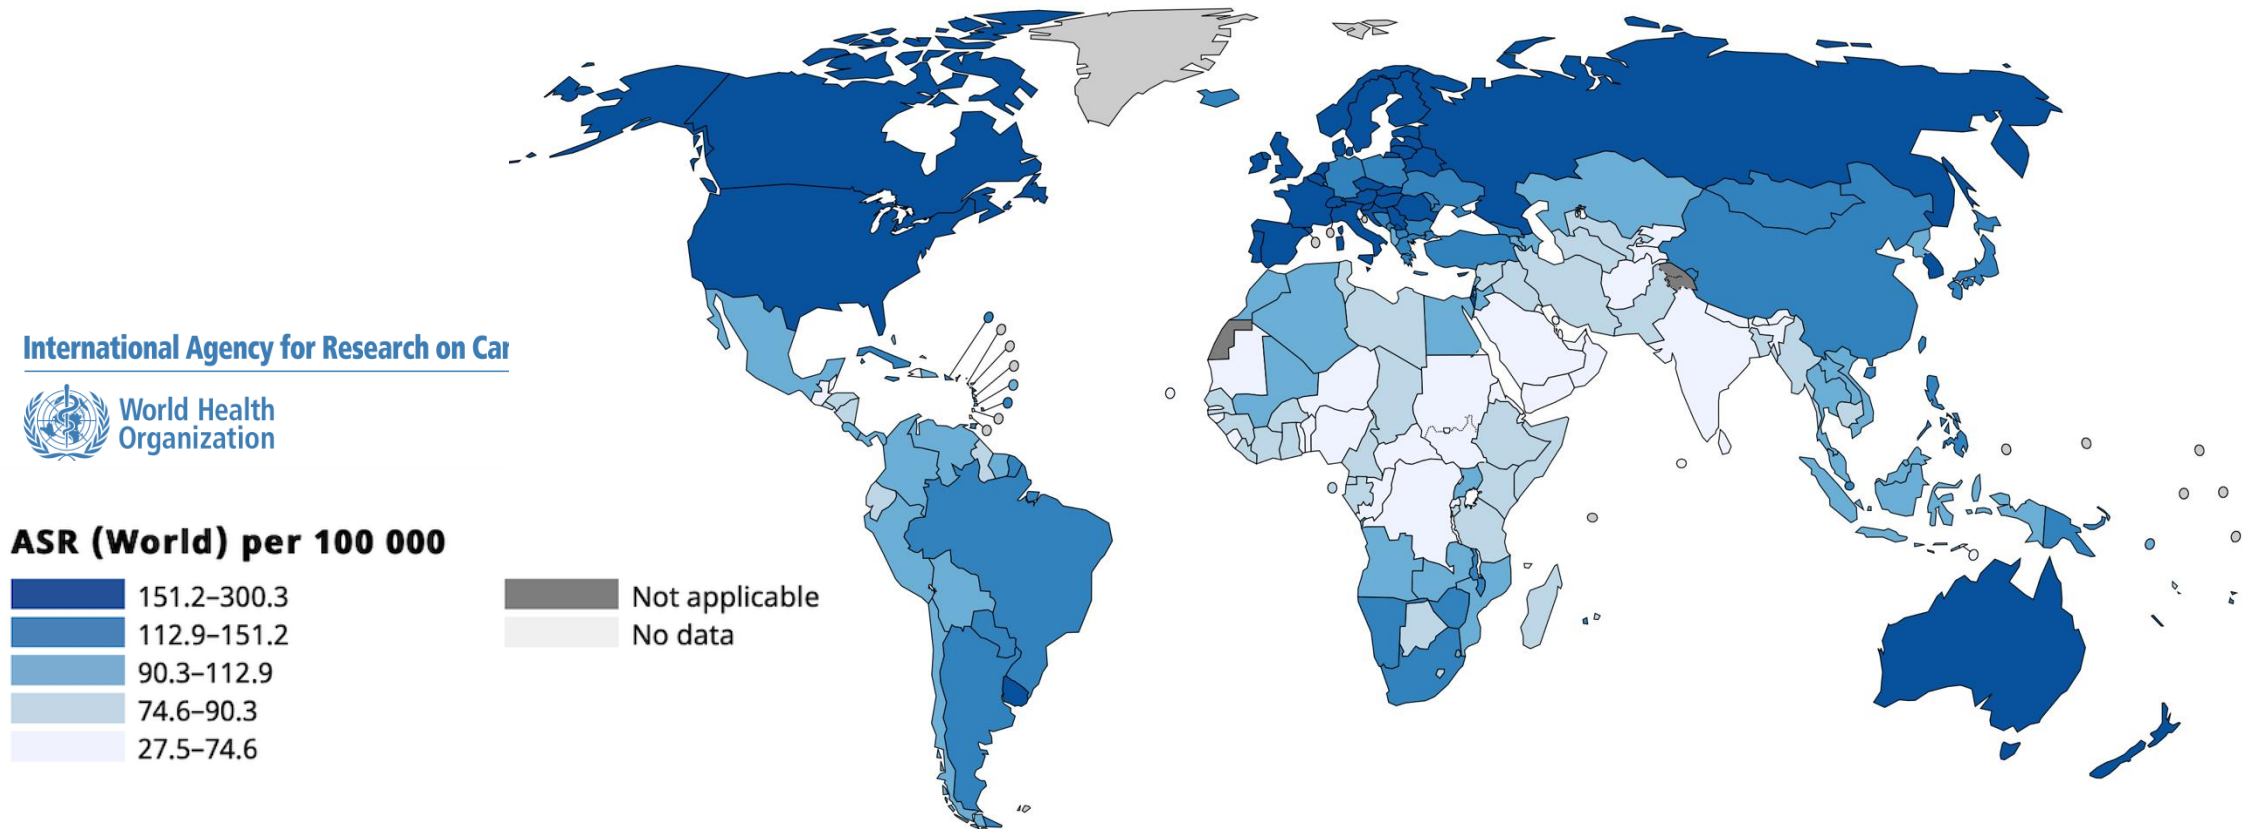 International Agency for Research on Car
World Health
Organization
ASR (World) per 100 000
151.2–300.3
112.9–151.2
90.3–112.9
74.6–90.3
27.5–74.6
Not applicable
No data